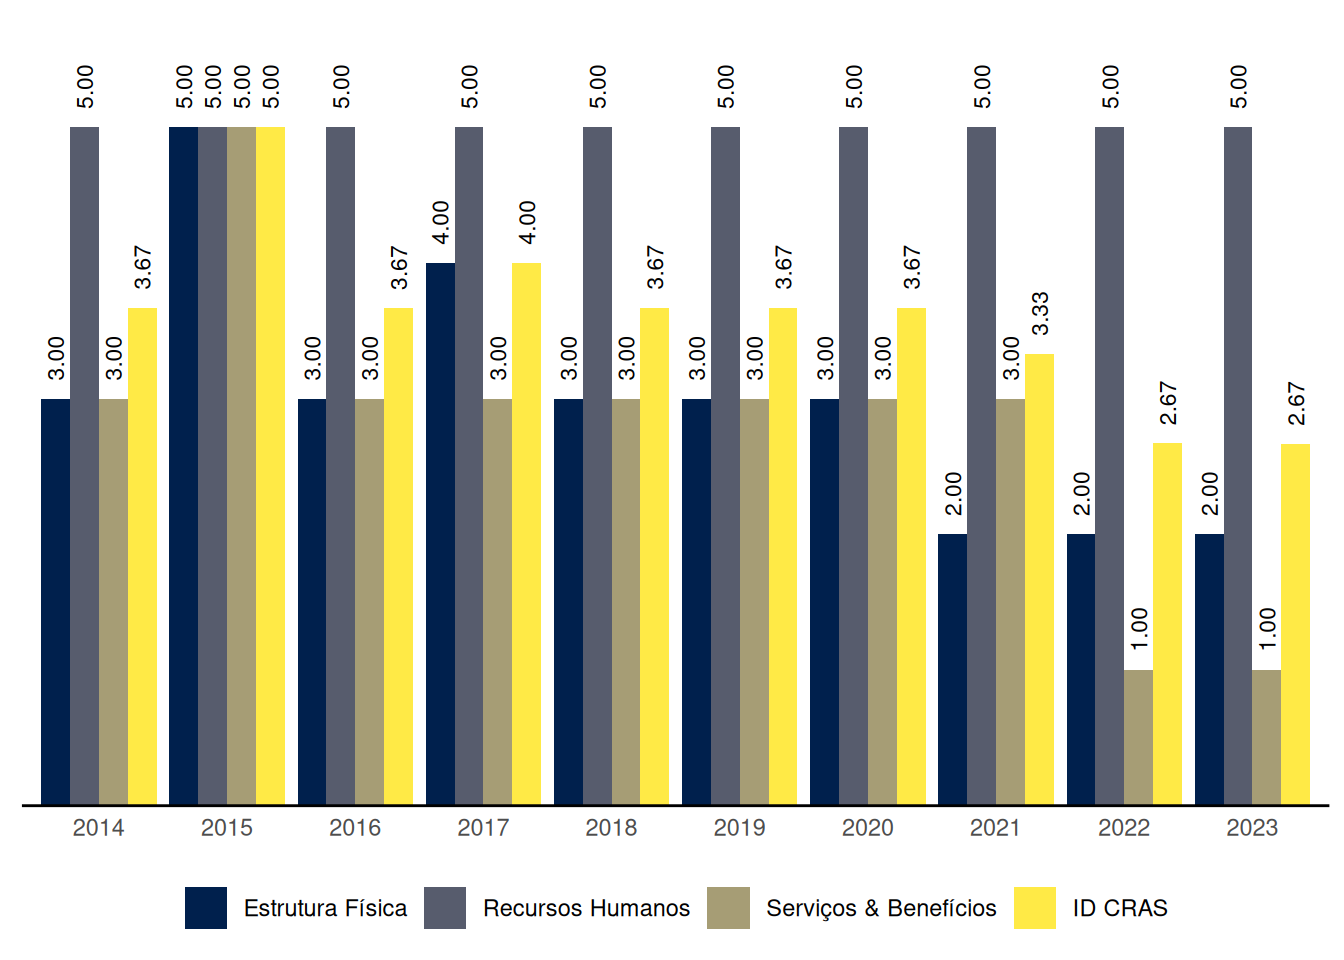 5.00 5.00 5.00 5.00 5.00 5.00 5.00 5.00 5.00 5.00 5.00 5.00 5.00
4.00 4.00
3.67 3.67 3.67 3.67 3.67
3.33
3.00 3.00 3.00 3.00 3.00 3.00 3.00 3.00 3.00 3.00 3.00 3.00
2.67 2.67
2.00 2.00 2.00
1.00 1.00
2014 2015 2016 2017 2018 2019 2020 2021 2022 2023
Estrutura Física Recursos Humanos Serviços & Benefícios ID CRAS